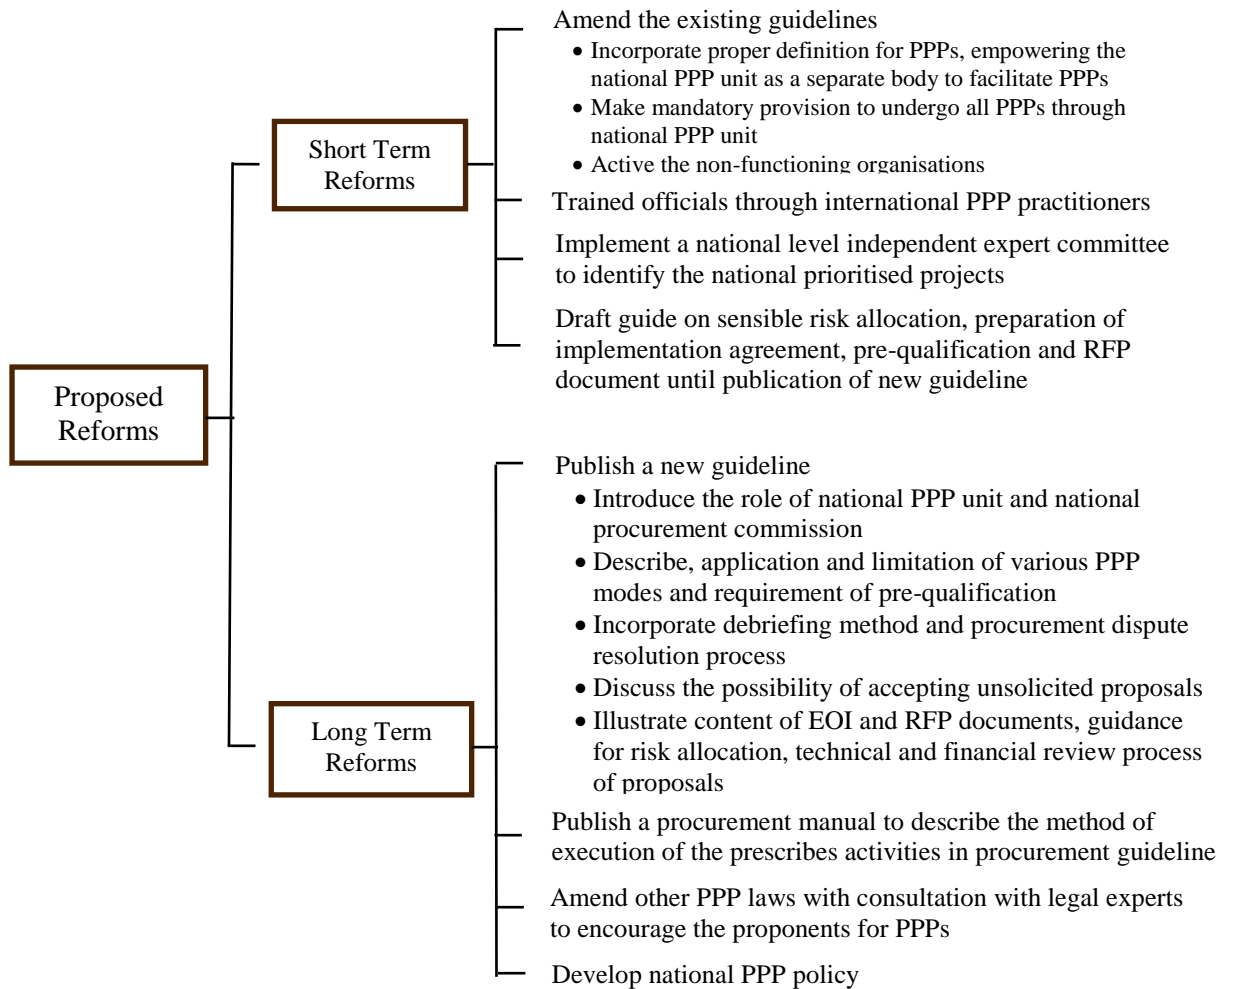 Proposed
Reforms
Short Term
Reforms
Amend the existing guidelines
• Incorporate proper definition for PPPs, empowering the
national PPP unit as a separate body to facilitate PPPs
• Make mandatory provision to undergo all PPPs through
national PPP unit
• Active the non-functioning organisations
Trained officials through international PPP practitioners
Implement a national level independent expert committee
to identify the national prioritised projects
Draft guide on sensible risk allocation, preparation of
implementation agreement, pre-qualification and RFP
document until publication of new guideline
Long Term
Reforms
Publish a new guideline
• Introduce the role of national PPP unit and national
procurement commission
• Describe, application and limitation of various PPP
modes and requirement of pre-qualification
• Incorporate debriefing method and procurement dispute
resolution process
• Discuss the possibility of accepting unsolicited proposals
• Illustrate content of EOI and RFP documents, guidance
for risk allocation, technical and financial review process
of proposals
Publish a procurement manual to describe the method of
execution of the prescribes activities in procurement guideline
Amend other PPP laws with consultation with legal experts
to encourage the proponents for PPPs
Develop national PPP policy